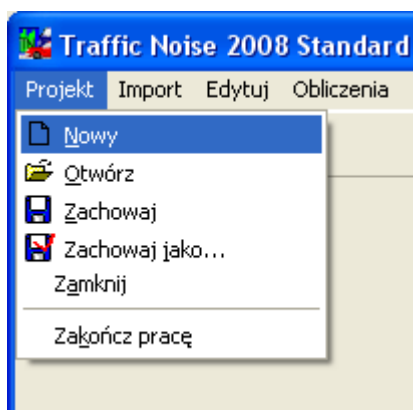 Traffic Noise 2008 Standard
Projekt Import Edytuj Obliczenia
Nowy
Otwórz
Zachowaj
Zachowaj jako...
Zamknij
Zakończ pracę